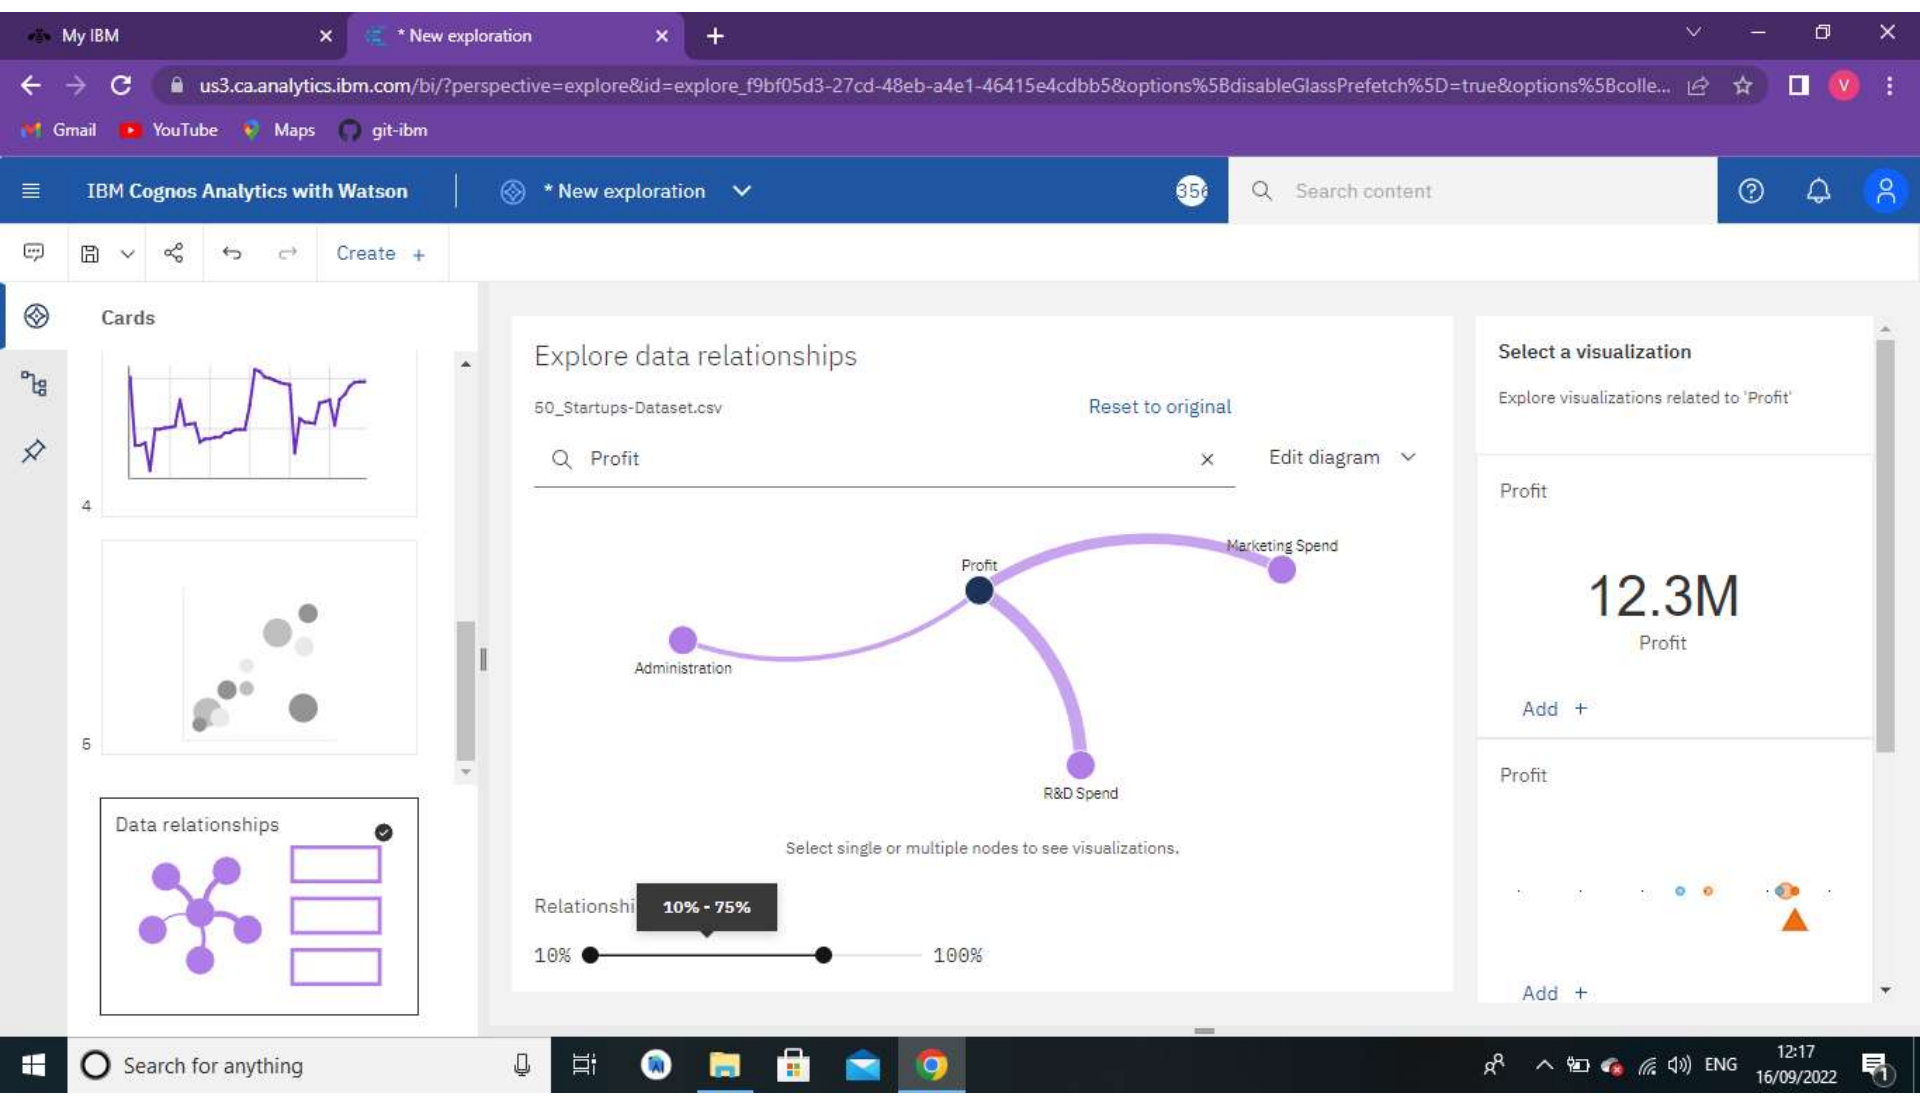 My IBM
* New exploration
us3.ca.analytics.ibm.com/bi/?perspective=explore&id=explore_f9bf05d3-27cd-48eb-a4e1-46415e4cdbb5&options%5BdisableGlassPrefetch%5D=true&options%5Bcolle...
V
Gmail
YouTube
Maps
git-ibm
IBM Cognos Analytics with Watson
* New exploration
356
Search content
Create +
Cards
4
5
Data relationships
Explore data relationships
50_Startups-Dataset.csv
Reset to original
Profit
Edit diagram
Marketing Spend
Profit
Administration
R&D Spend
Select single or multiple nodes to see visualizations.
Relationshi
10% - 75%
10%
100%
Select a visualization
Explore visualizations related to 'Profit'
Profit
12.3M
Profit
Add +
Profit
Add +
Search for anything
ENG
12:17
16/09/2022
1